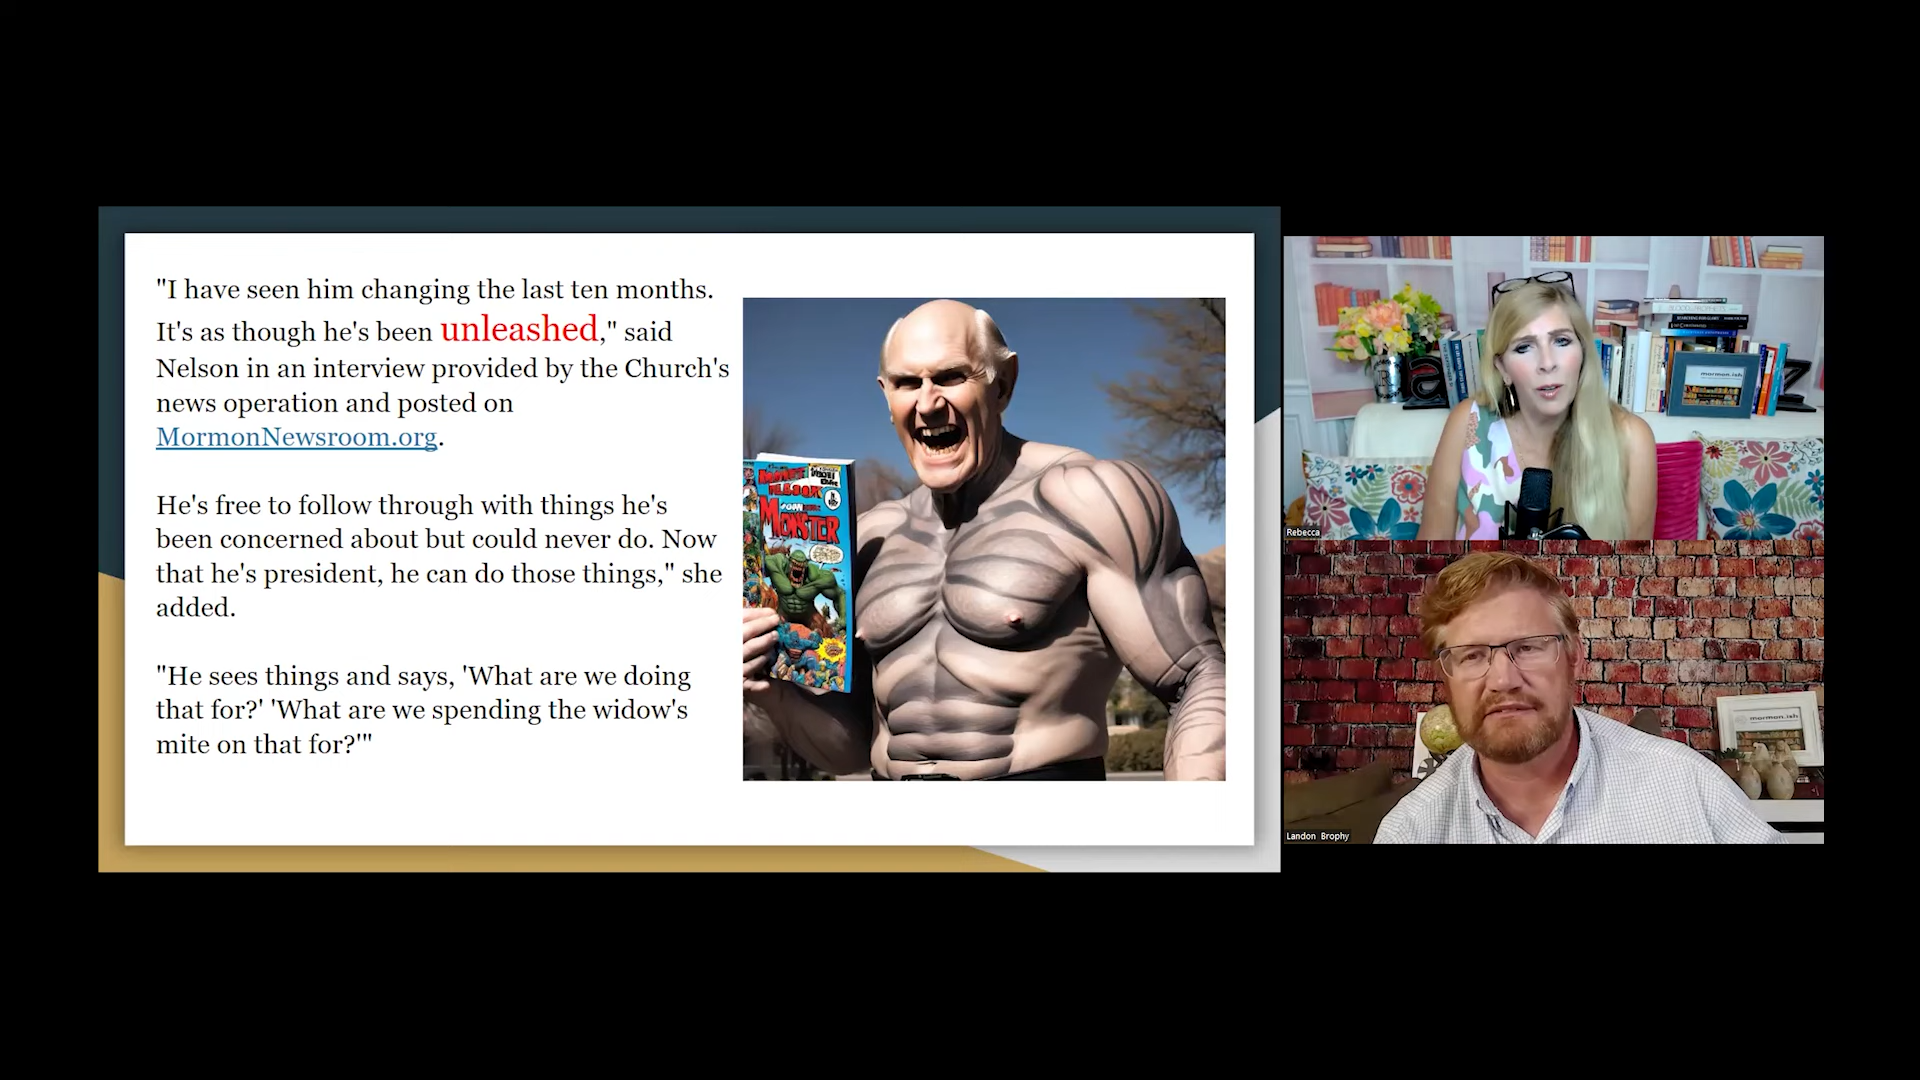 "I have seen him changing the last ten months.
It's as though he's been unleashed," said
Nelson in an interview provided by the Church's
news operation and posted on
MormonNewsroom.org.
He's free to follow through with things he's
been concerned about but could never do. Now
that he's president, he can do those things," she
added.
"He sees things and says, 'What are we doing
that for?' 'What are we spending the widow's
mite on that for?'"
MONSTER
mormon.ish
Rebecca
mormon.ish
Landon Brophy